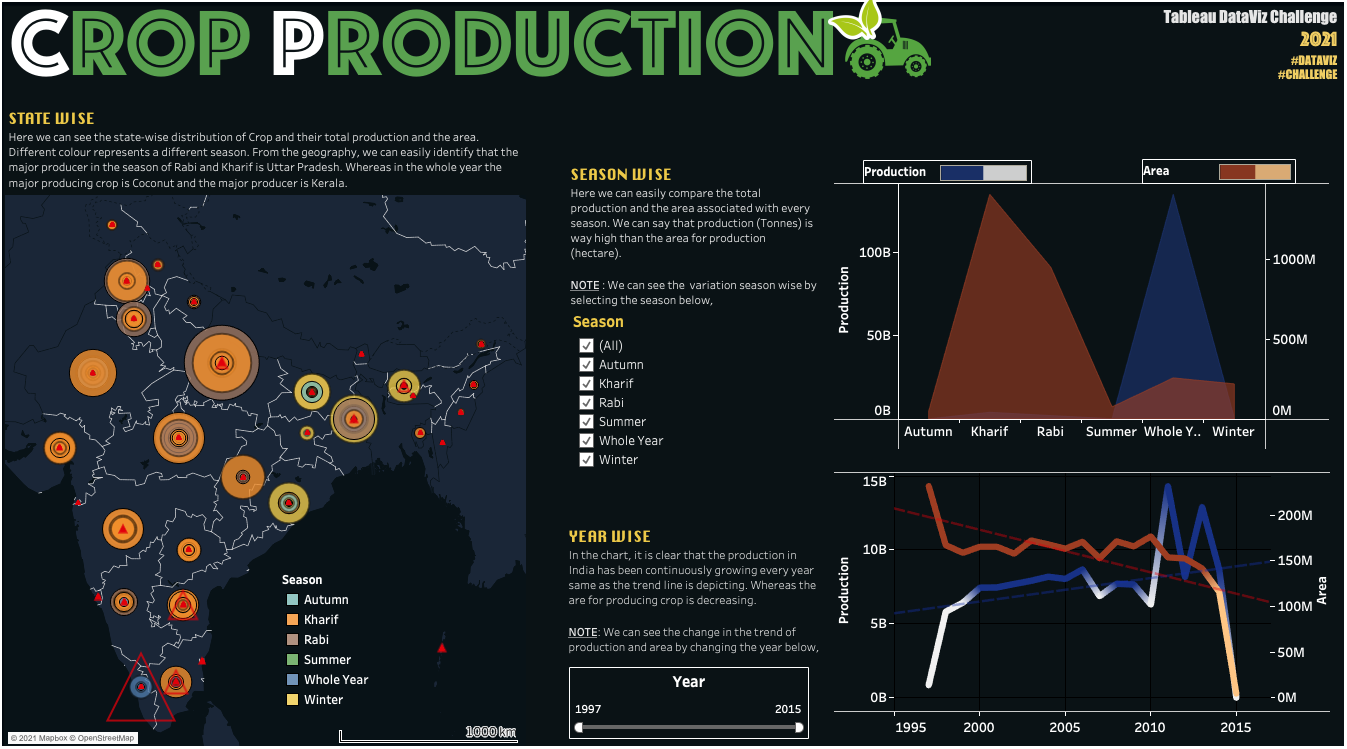 CROP PRODUCTION
Tableau DataViz Challenge
2021
#DATAVIZ
#CHALLENGE
STATE WISE
Here we can see the state-wise distribution of Crop and their total production and the area.
Different colour represents a different season. From the geography, we can easily identify that the
major producer in the season of Rabi and Kharif is Uttar Pradesh. Whereas in the whole year the
major producing crop is Coconut and the major producer is Kerala.
Season
Autumn
Kharif
Rabi
Summer
Whole Year
Winter
1000 km
© 2021 Mapbox © OpenStreetMap
SEASON WISE
Here we can easily compare the total
production and the area associated with every
season. We can say that production (Tonnes) is
way high than the area for production
(hectare).
NOTE : We can see the variation season wise by
selecting the season below,
Season
(All)
Autumn
Kharif
Rabi
Summer
Whole Year
Winter
YEAR WISE
In the chart, it is clear that the production in
India has been continuously growing every year
same as the trend line is depicting. Whereas the
are for producing crop is decreasing.
NOTE: We can see the change in the trend of
production and area by changing the year below,
Year
1997 2015
Production Area
Production
100B
50B
0B
1000M
500M
0M
Autumn Kharif Rabi Summer Whole Y.. Winter
Production
15B
10B
5B
0B
200M
150M
100M
50M
0M
Area
1995 2000 2005 2010 2015